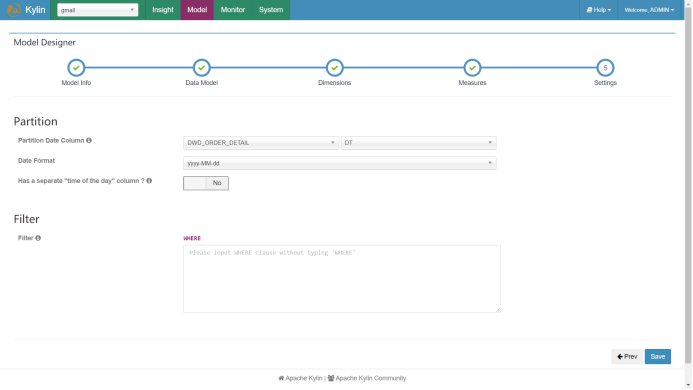 Kylin gmall Insight Model Monitor System Help Welcome, ADMIN
Model Designer
5
Model Info Data Model Dimensions Measures Settings
Partition
Partition Date Column DWD_ORDER_DETAIL DT
Date Format yyyy-MM-dd
Has a separate "time of the day" column ? No
Filter
Filter WHERE
Please input WHERE clause without typing 'WHERE'
Prev Save
Apache Kylin | Apache Kylin Community